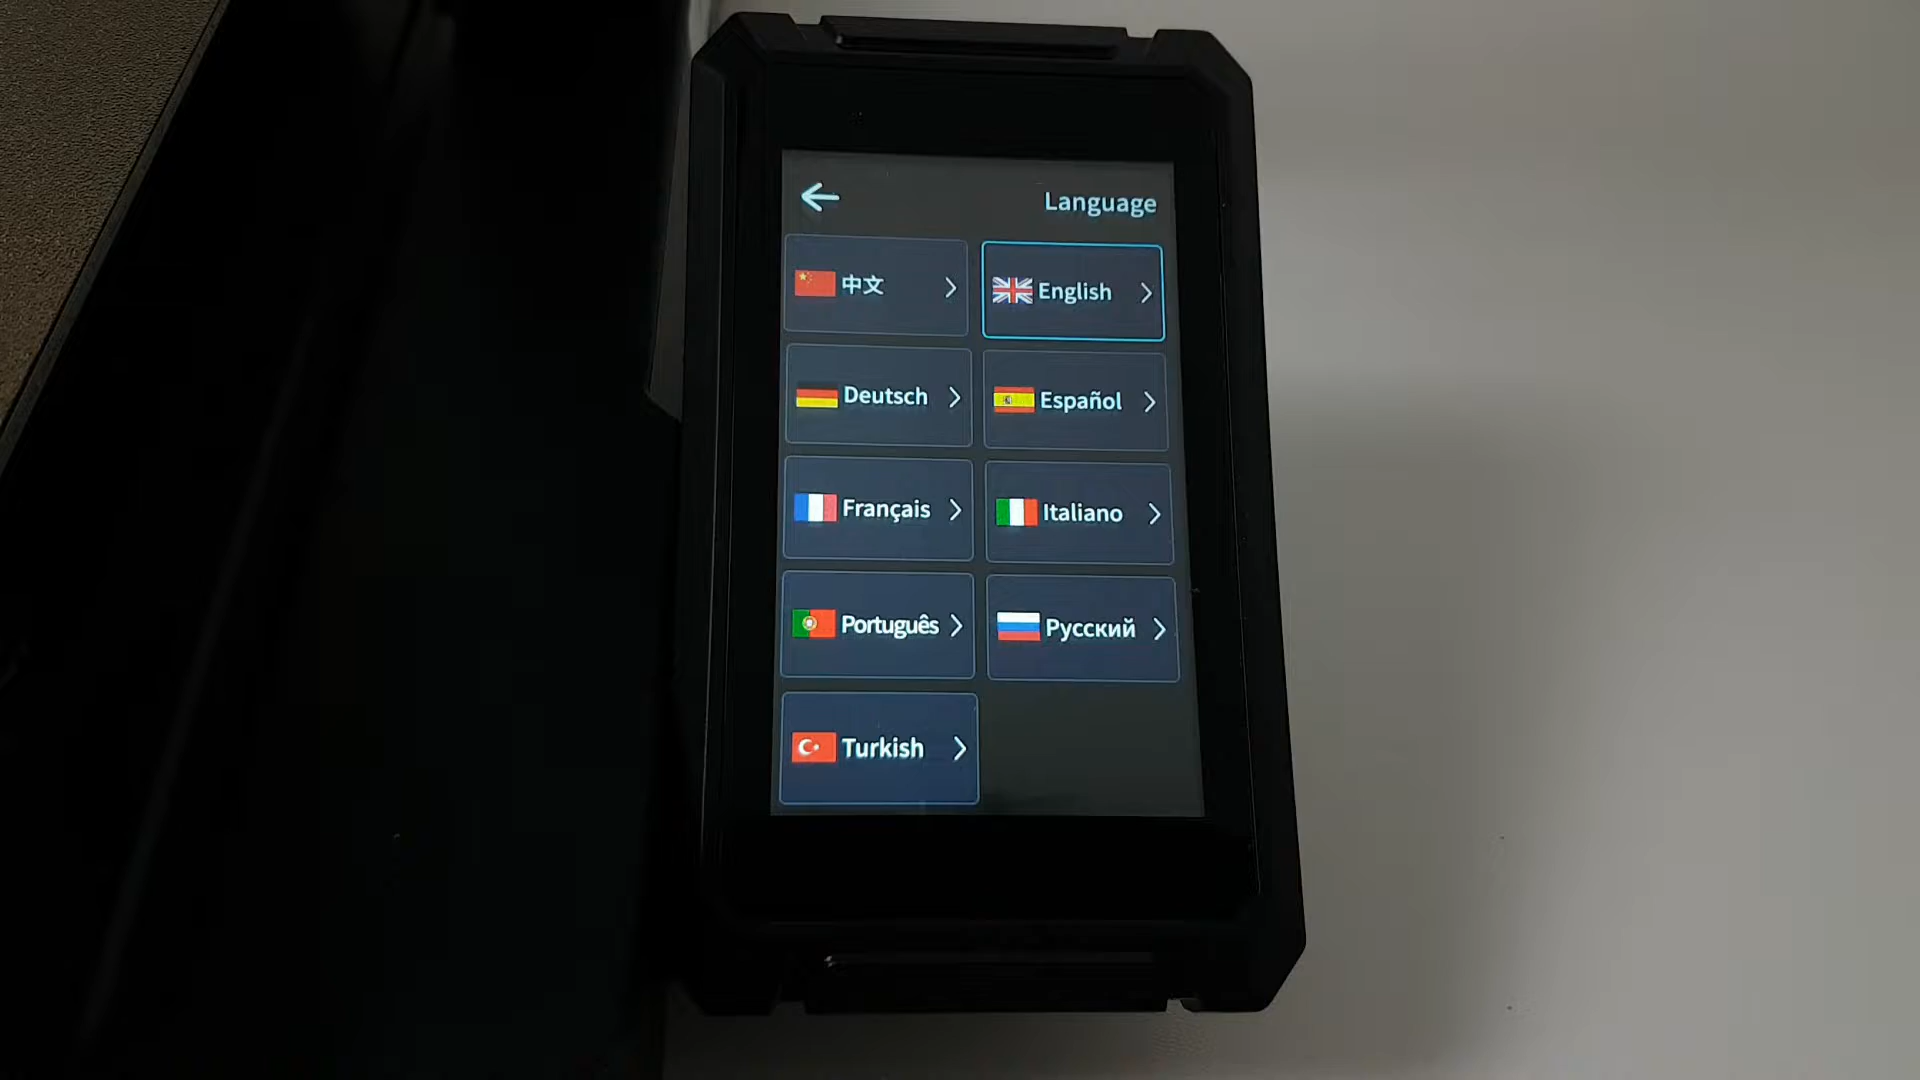 Language
中文
English
Deutsch
Español
Français
Italiano
Português
Русский
Turkish